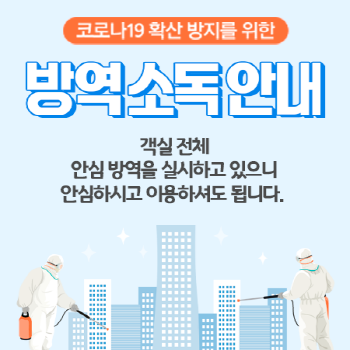 코로나19 확산 방지를 위한
방역 소독 안내
객실 전체
안심 방역을 실시하고 있으니
안심하시고 이용하셔도 됩니다.